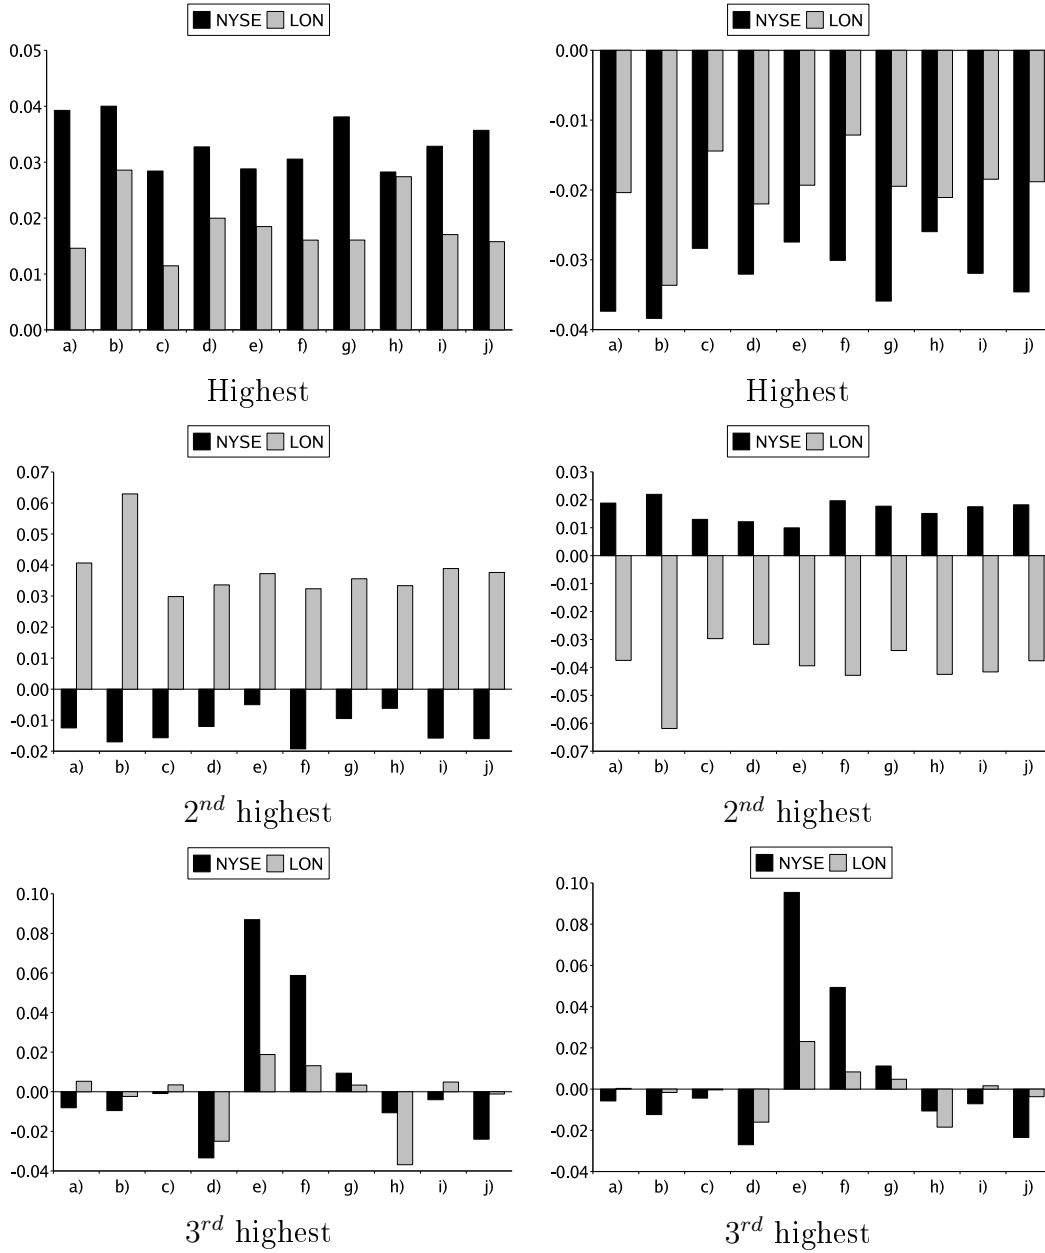 NYSE LON
0.05
0.04
0.03
0.02
0.01
0.00
a) b) c) d) e) f) g) h) i) j)
Highest
NYSE LON
0.00
-0.01
-0.02
-0.03
-0.04
a) b) c) d) e) f) g) h) i) j)
Highest
NYSE LON
0.07
0.06
0.05
0.04
0.03
0.02
0.01
0.00
-0.01
-0.02
a) b) c) d) e) f) g) h) i) j)
2nd highest
NYSE LON
0.03
0.02
0.01
0.00
-0.01
-0.02
-0.03
-0.04
-0.05
-0.06
-0.07
a) b) c) d) e) f) g) h) i) j)
2nd highest
NYSE LON
0.10
0.08
0.06
0.04
0.02
0.00
-0.02
-0.04
a) b) c) d) e) f) g) h) i) j)
3rd highest
NYSE LON
0.10
0.08
0.06
0.04
0.02
0.00
-0.02
-0.04
a) b) c) d) e) f) g) h) i) j)
3rd highest